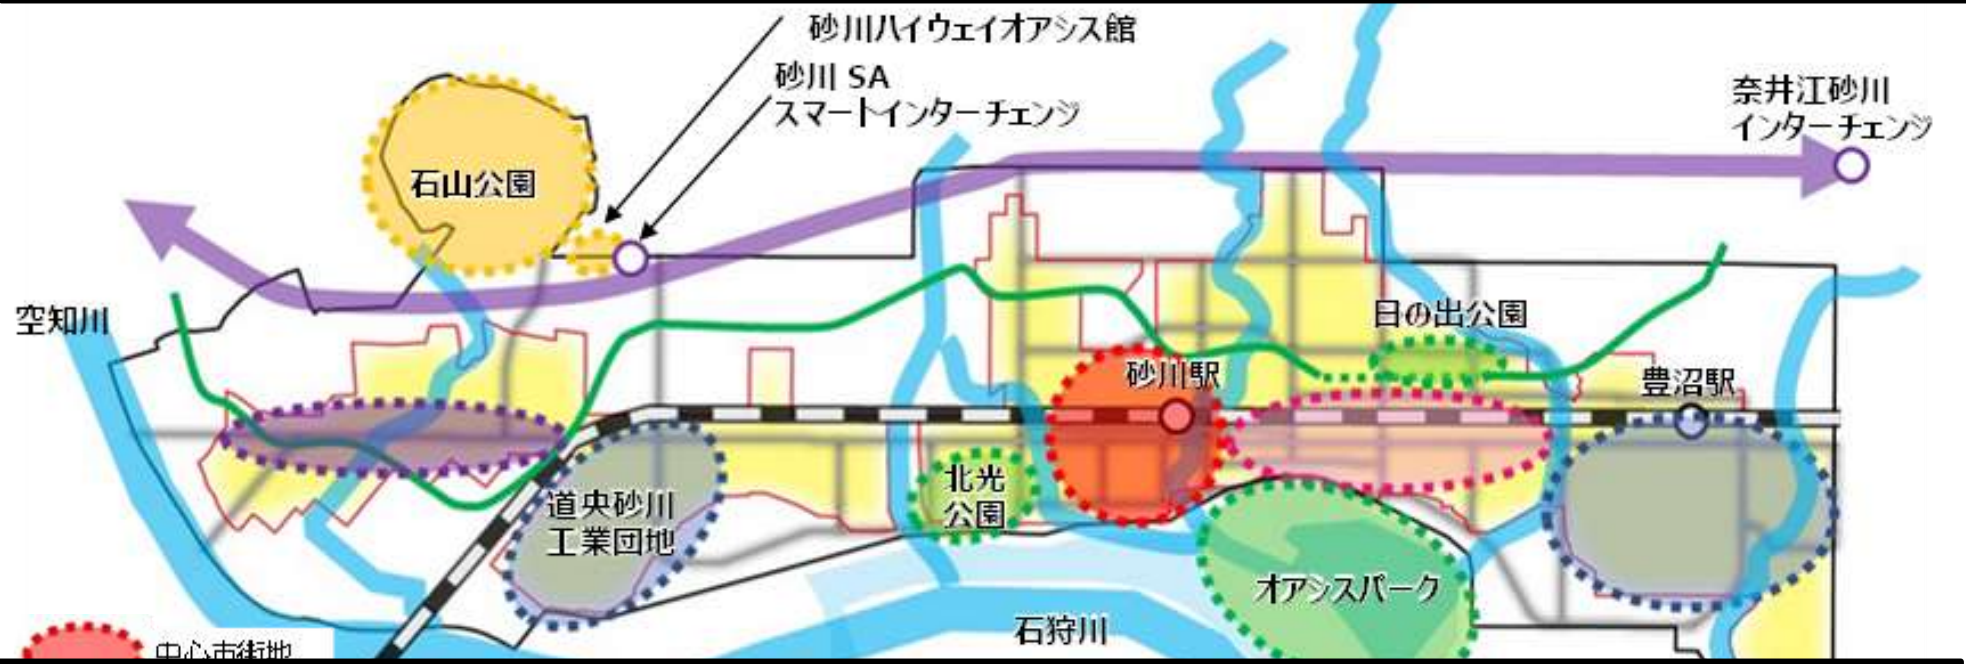 砂川ハイウェイオアシス館
砂川 SA
スマートインターチェンジ
奈井江砂川
インターチェンジ
石山公園
空知川
日の出公園
砂川駅
豊沼駅
北光
公園
道央砂川
工業団地
オアシスパーク
石狩川
中心市街地